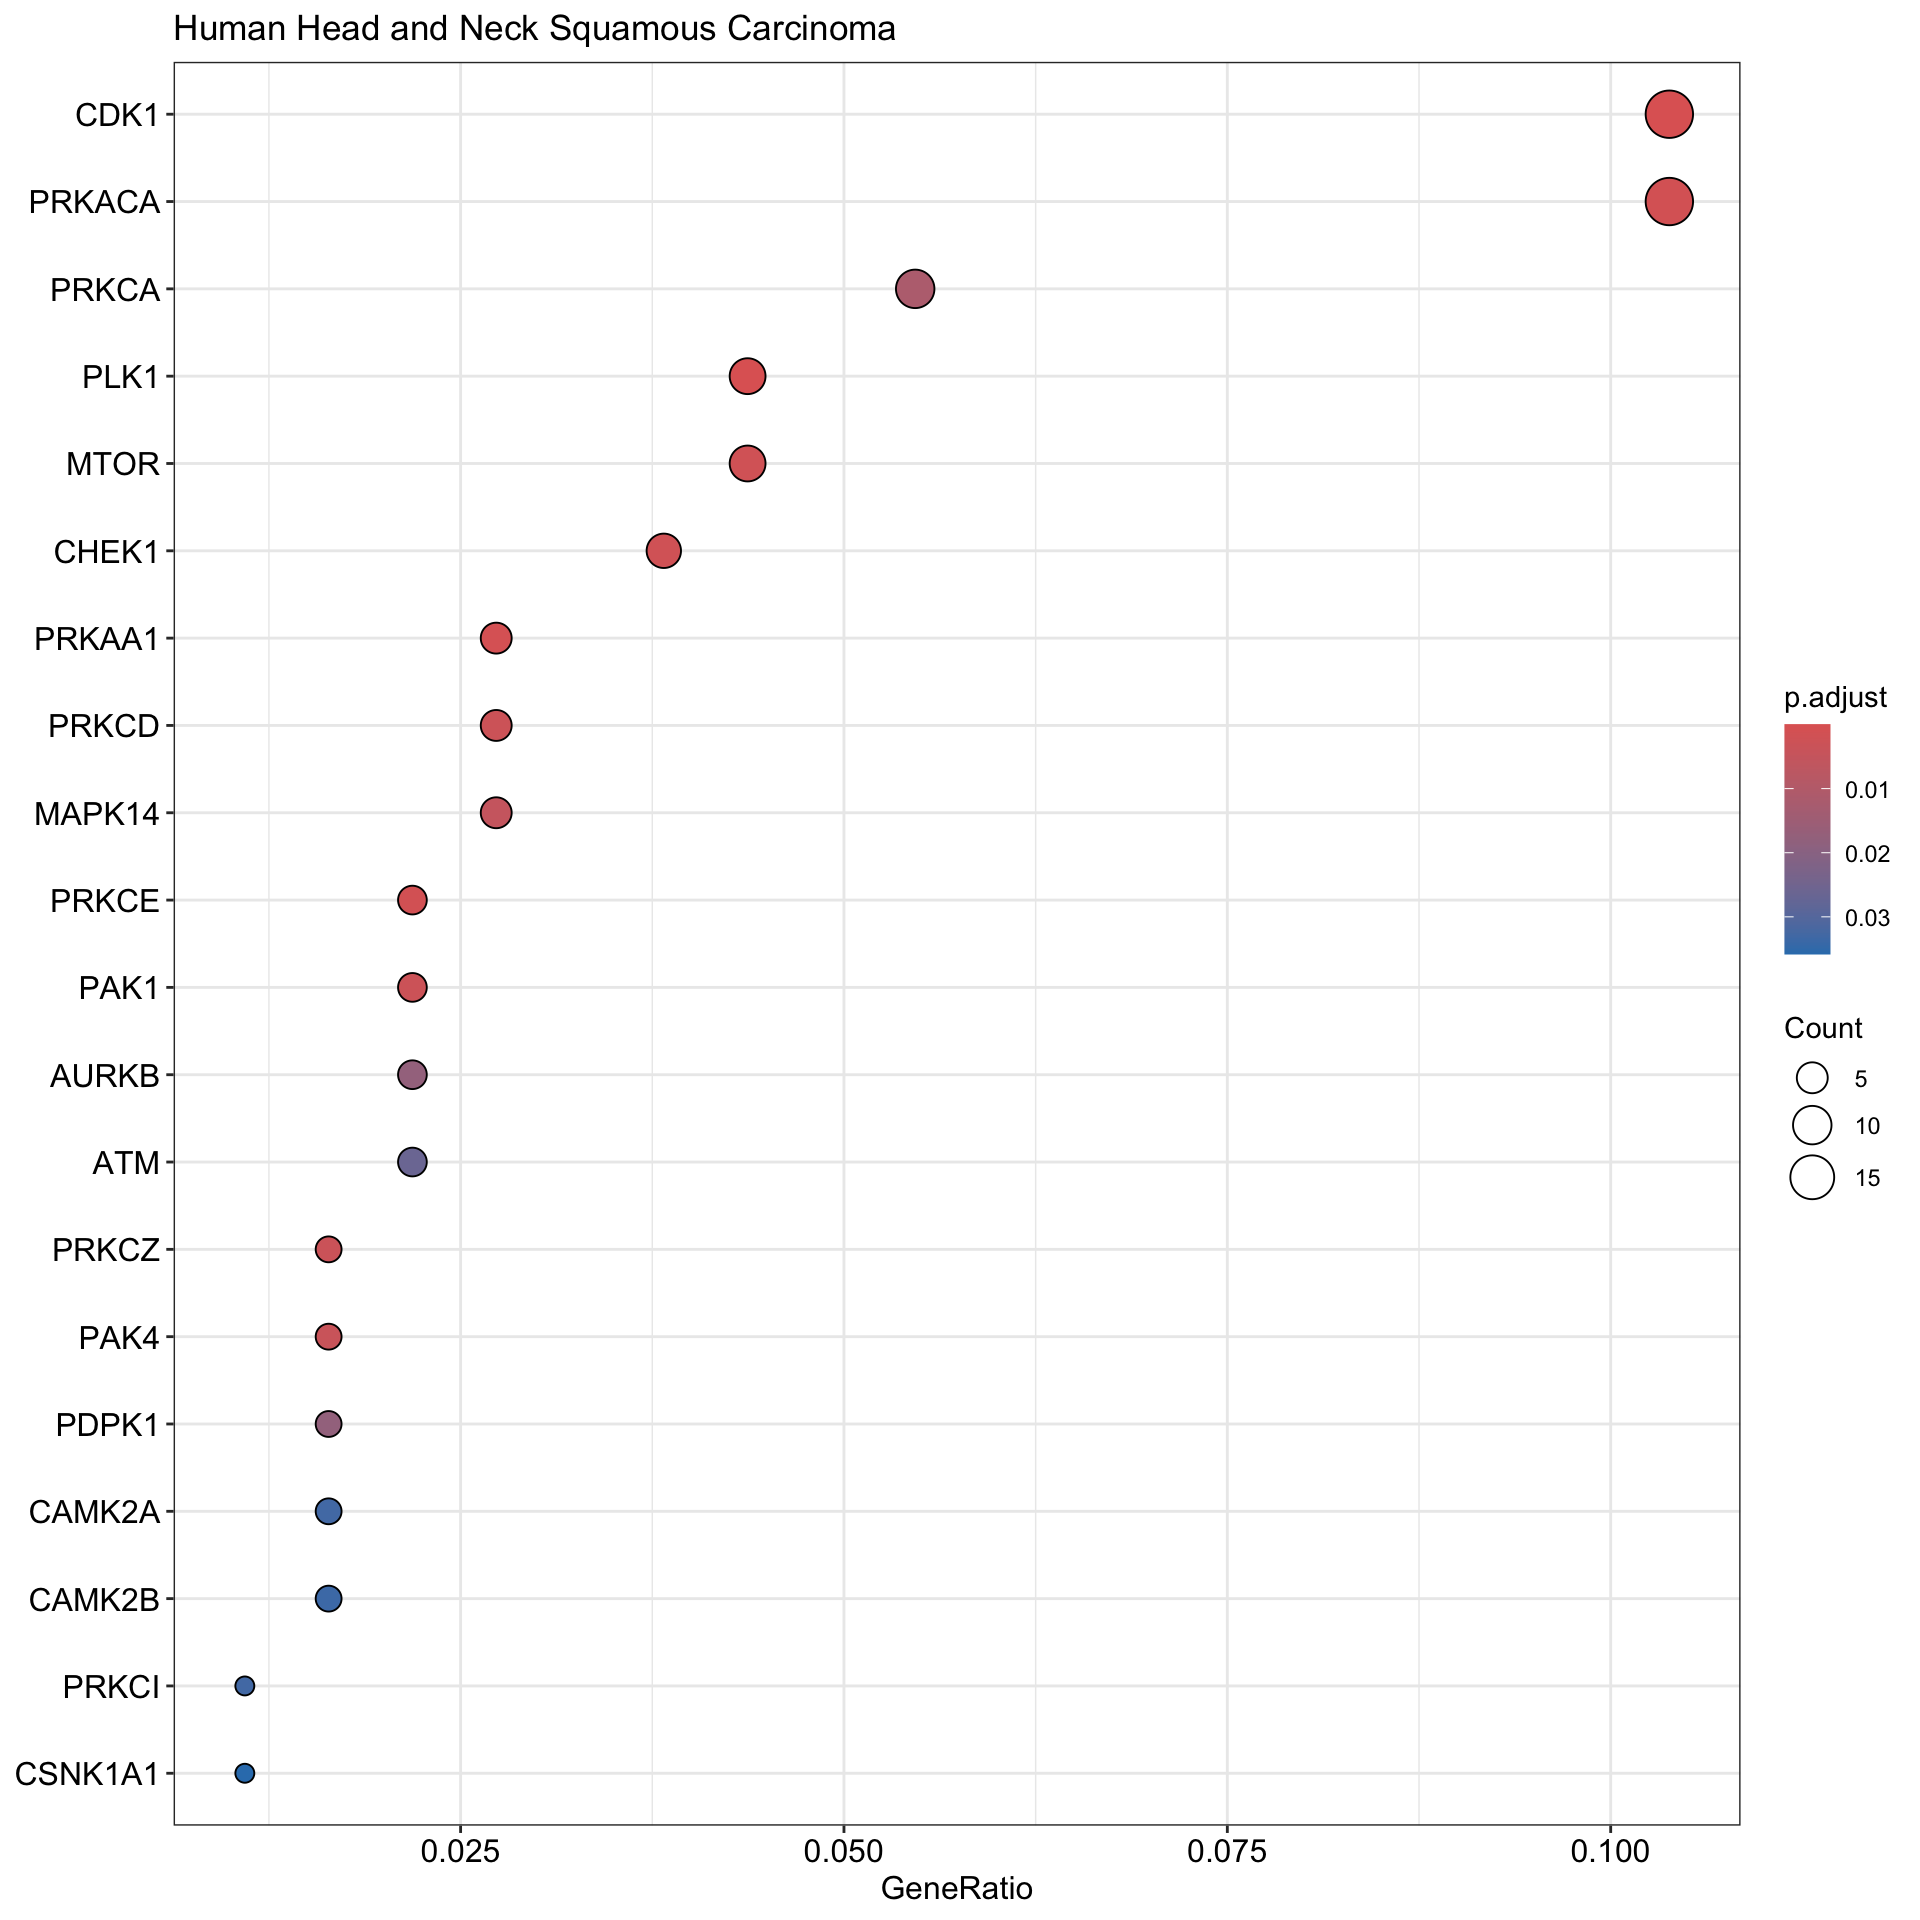 Human Head and Neck Squamous Carcinoma
CDK1
PRKACA
PRKCA
PLK1
MTOR
CHEK1
PRKAA1
PRKCD
MAPK14
PRKCE
PAK1
AURKB
ATM
PRKCZ
PAK4
PDPK1
CAMK2A
CAMK2B
PRKCI
CSNK1A1
0.025 0.050 0.075 0.100
GeneRatio
p.adjust
0.01
0.02
0.03
Count
5
10
15